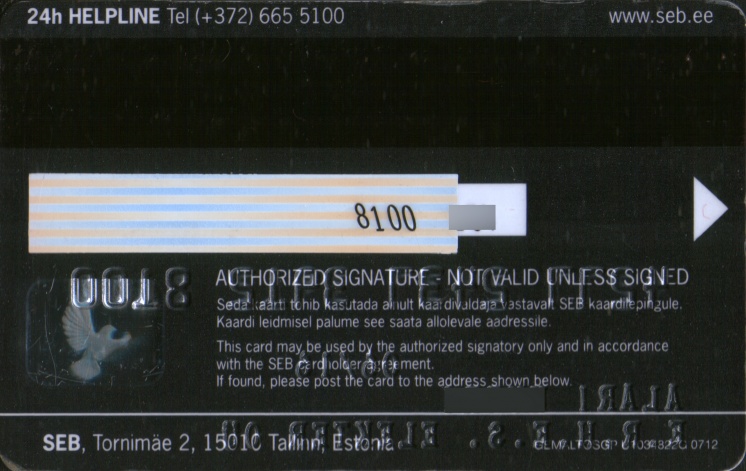 24h HELPLINE Tel (+372) 665 5100
www.seb.ee
8100
AUTHORIZED SIGNATURE - NOT VALID UNLESS SIGNED
Seda kaarti tohib kasutada ainult kaardivaldaja vastavalt SEB kaardilepingule.
Kaardi leidmisel palume see saata allolevale aadressile.
This card may be used by the authorized signatory only and in accordance
with the SEB cardholder agreement.
If found, please post the card to the address shown below.
ALARI
SEB, Tornimäe 2, 15010 Tallinn, Estonia
0712